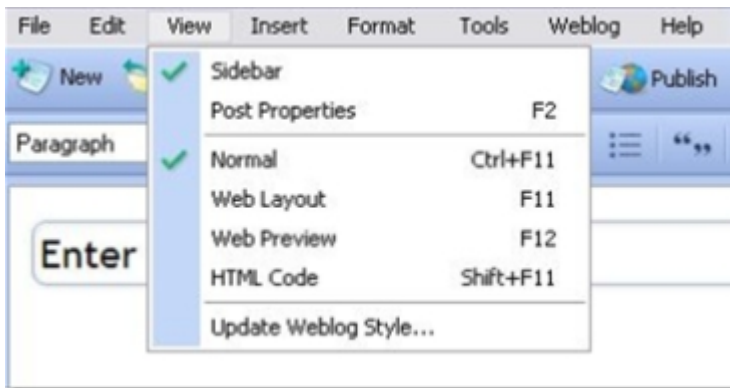 File Edit View Insert Format Tools Weblog Help
New Publish
Sidebar
Post Properties F2
Paragraph “ ”
Normal Ctrl+F11
Web Layout F11
Web Preview F12
Enter
HTML Code Shift+F11
Update Weblog Style...